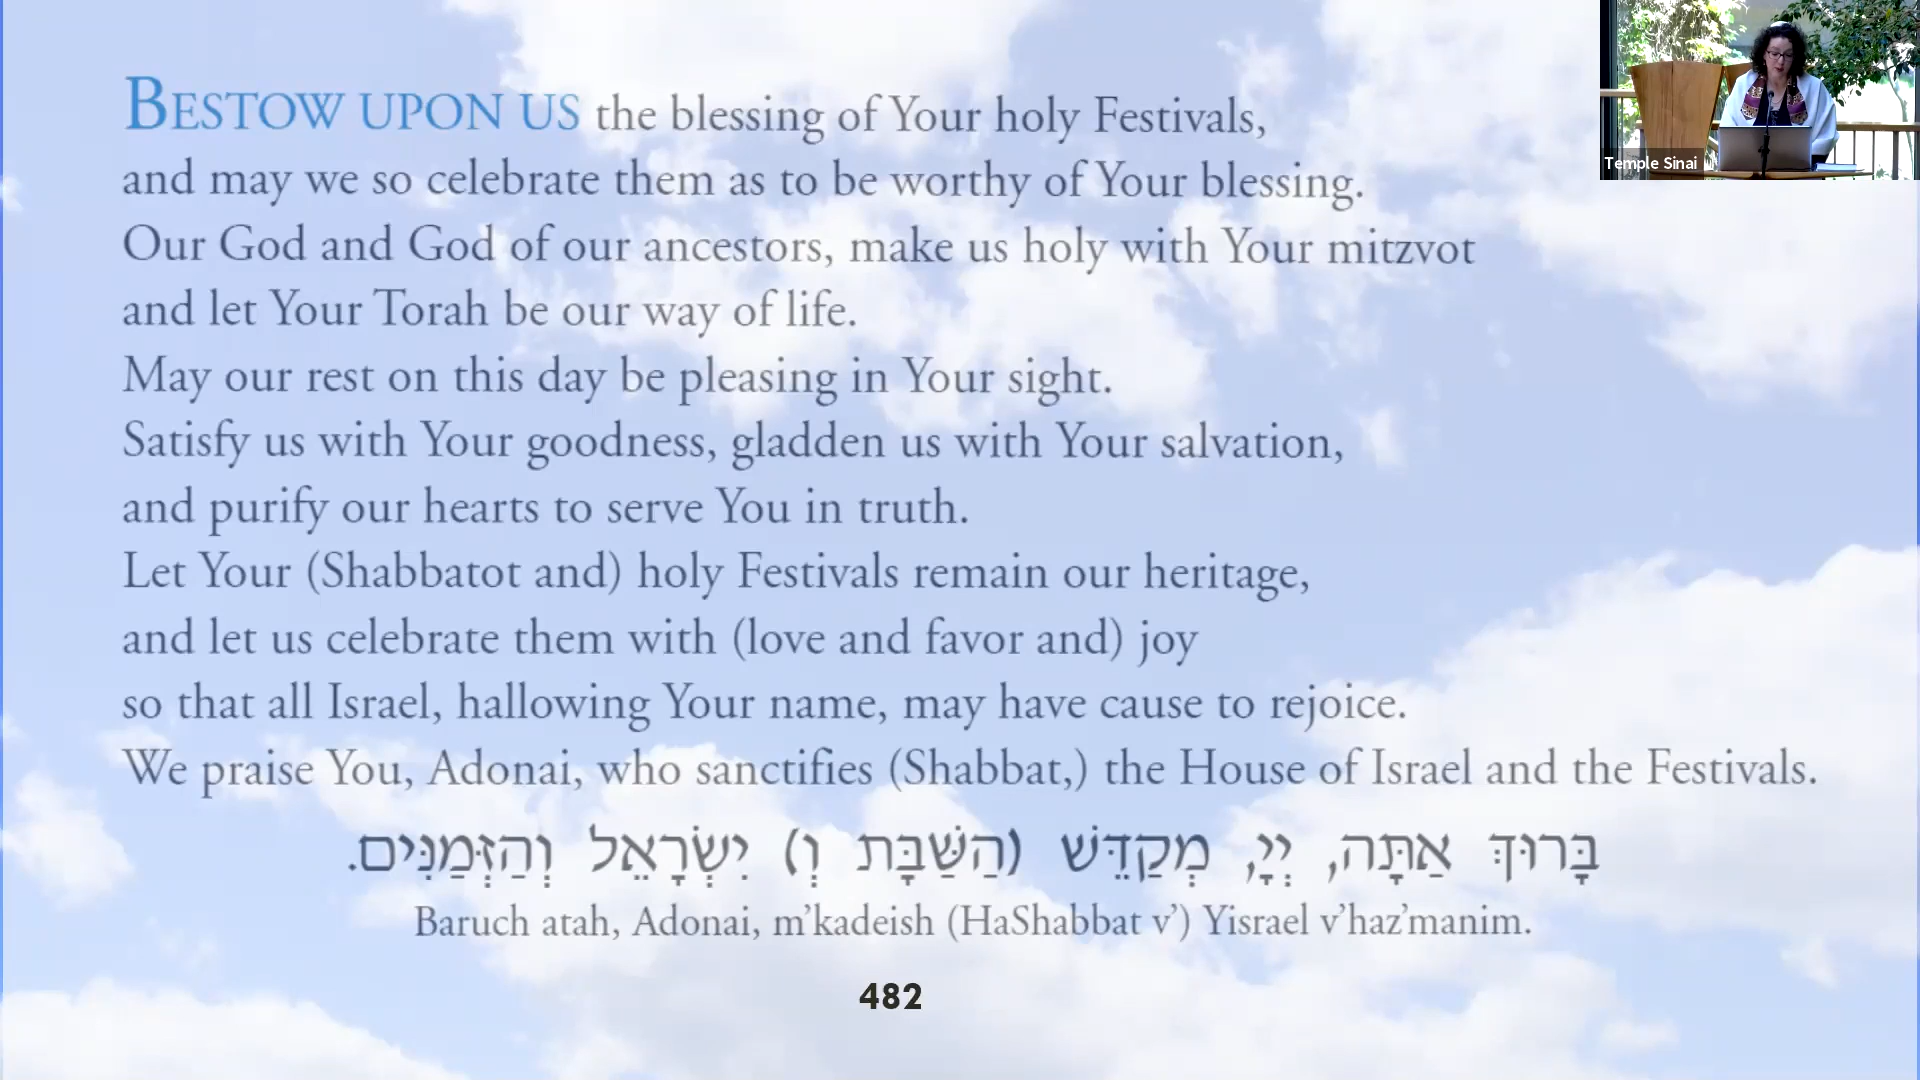 BESTOW UPON US the blessing of Your holy Festivals,
and may we so celebrate them as to be worthy of Your blessing.
Our God and God of our ancestors, make us holy with Your mitzvot
and let Your Torah be our way of life.
May our rest on this day be pleasing in Your sight.
Satisfy us with Your goodness, gladden us with Your salvation,
and purify our hearts to serve You in truth.
Let Your (Shabbatot and) holy Festivals remain our heritage,
and let us celebrate them with (love and favor and) joy
so that all Israel, hallowing Your name, may have cause to rejoice.
We praise You, Adonai, who sanctifies (Shabbat,) the House of Israel and the Festivals.
בָּרוּךְ אַתָּה, יְיָ, מְקַדֵּשׁ (הַשַּׁבָּת וְ) יִשְׂרָאֵל וְהַזְּמַנִּים.
Baruch atah, Adonai, m’kadeish (HaShabbat v’) Yisrael v’haz’manim.
482
Temple Sinai